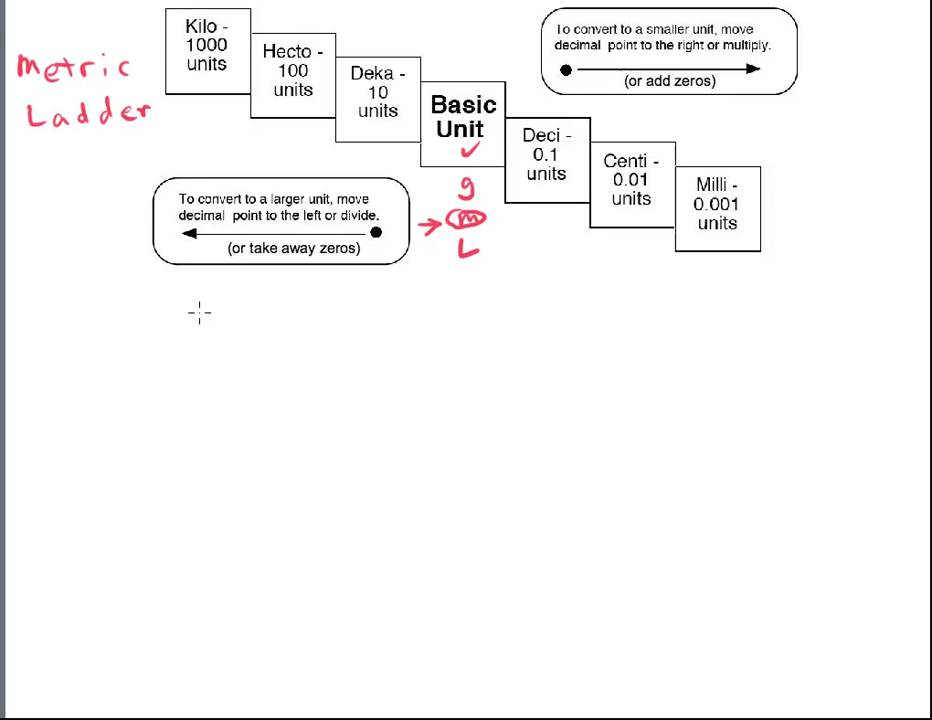 Metric
Ladder
Kilo -
1000
units
Hecto -
100
units
Deka -
10
units
Basic
Unit
g
m
L
Deci -
0.1
units
Centi -
0.01
units
Milli -
0.001
units
To convert to a smaller unit, move
decimal point to the right or multiply.
(or add zeros)
To convert to a larger unit, move
decimal point to the left or divide.
(or take away zeros)